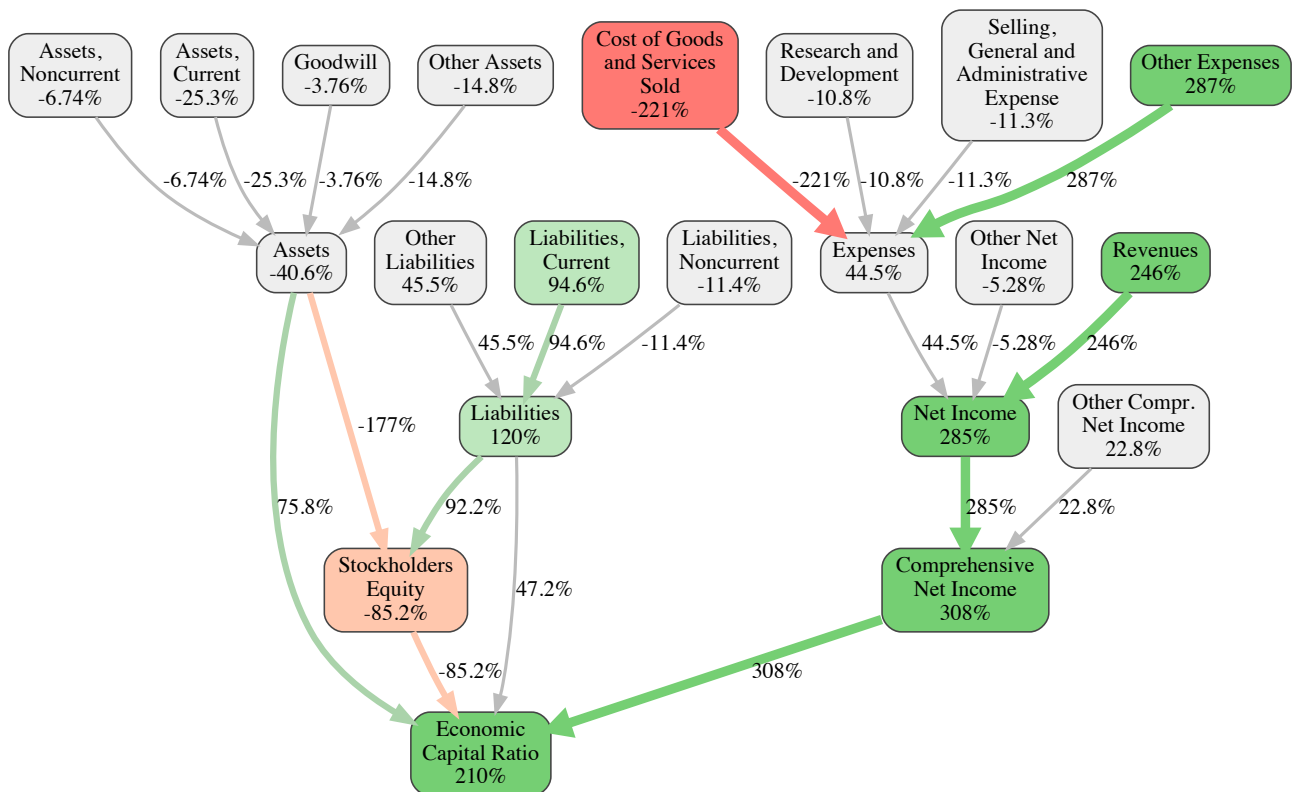 Assets,
Noncurrent
-6.74%
Assets,
Current
-25.3%
Goodwill
-3.76%
Other Assets
-14.8%
Cost of Goods
and Services
Sold
-221%
Research and
Development
-10.8%
Selling,
General and
Administrative
Expense
-11.3%
Other Expenses
287%
-6.74%
-25.3%
-3.76%
-14.8%
-221%
-10.8%
-11.3%
287%
Assets
-40.6%
Other
Liabilities
45.5%
Liabilities,
Current
94.6%
Liabilities,
Noncurrent
-11.4%
Expenses
44.5%
Other Net
Income
-5.28%
Revenues
246%
45.5%
94.6%
-11.4%
44.5%
-5.28%
246%
-177%
Liabilities
120%
Net Income
285%
Other Compr.
Net Income
22.8%
75.8%
92.2%
285%
22.8%
Stockholders
Equity
-85.2%
47.2%
Comprehensive
Net Income
308%
-85.2%
308%
Economic
Capital Ratio
210%